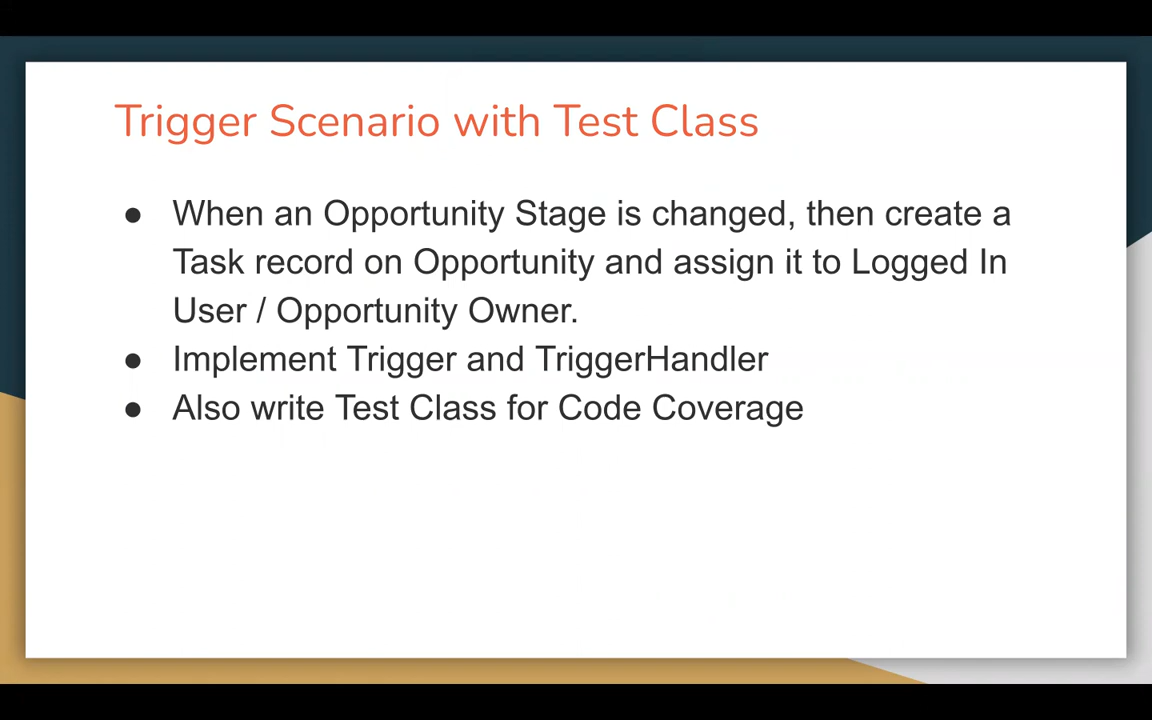 Trigger Scenario with Test Class
● When an Opportunity Stage is changed, then create a
Task record on Opportunity and assign it to Logged In
User / Opportunity Owner.
● Implement Trigger and TriggerHandler
● Also write Test Class for Code Coverage